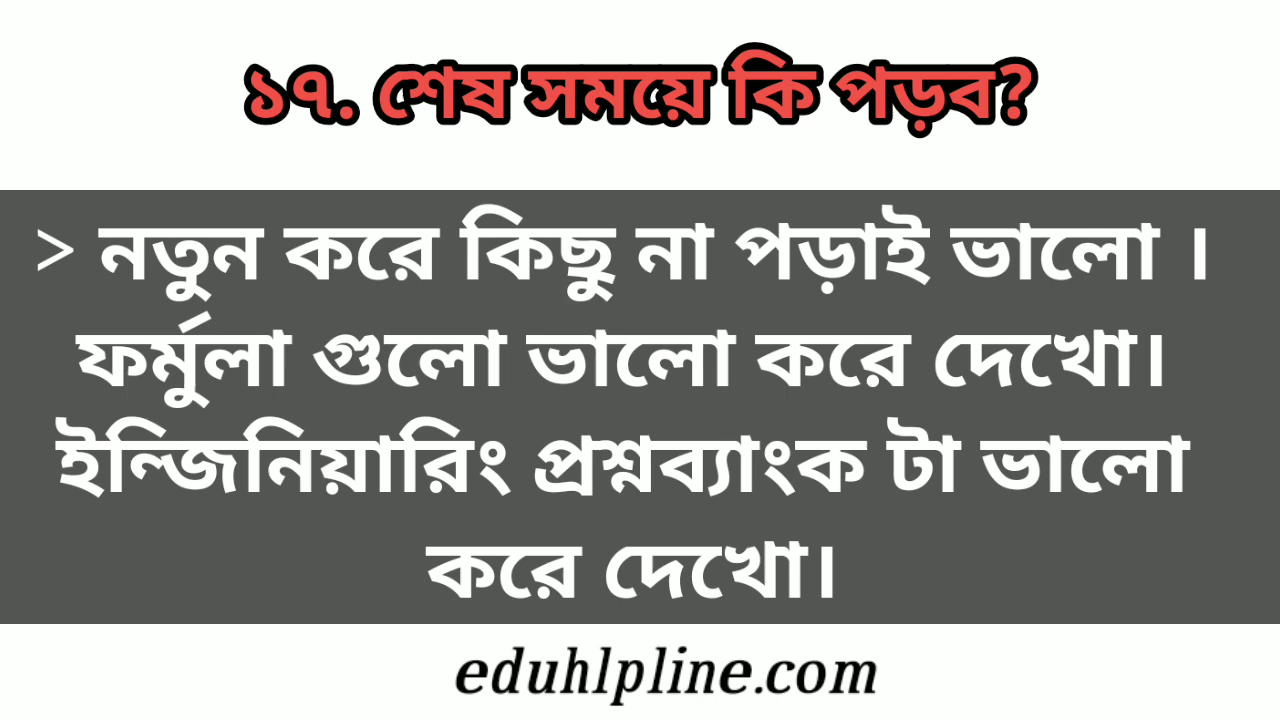 ১৭. শেষ সময়ে কি পড়ব?
> নতুন করে কিছু না পড়াই ভালো ।
ফর্মুলা গুলো ভালো করে দেখো।
ইন্জিনিয়ারিং প্রশ্নব্যাংক টা ভালো
করে দেখো।
eduhlpline.com